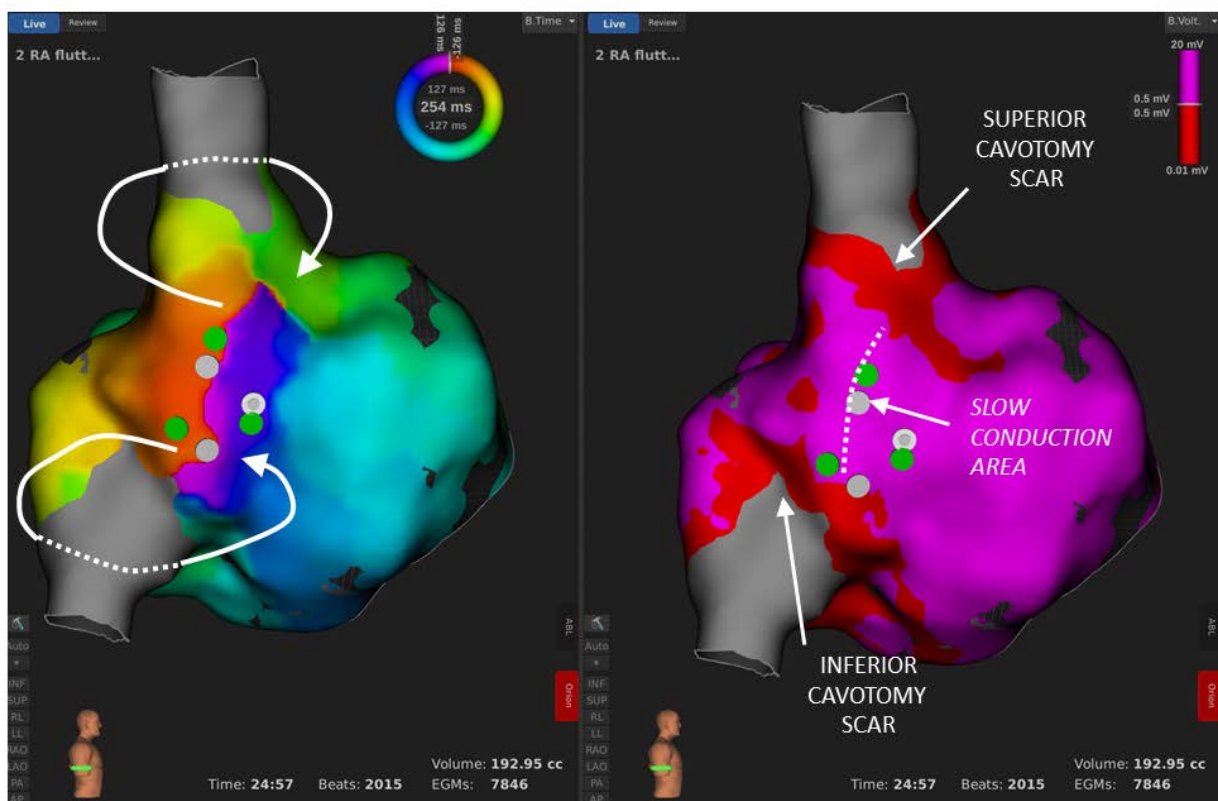 Live
Review
B.Time
2 RA flutt...
126 ms
-126 ms
127 ms
254 ms
-127 ms
Auto
INF
SUP
RL
LL
RAO
LAO
PA
AP
ABL
Orion
Volume: 192.95 cc
Time: 24:57 Beats: 2015 EGMs: 7846
Live
Review
B.Volt.
2 RA flutt...
20 mV
0.5 mV
0.5 mV
0.01 mV
SUPERIOR
CAVOTOMY
SCAR
SLOW
CONDUCTION
AREA
INFERIOR
CAVOTOMY
SCAR
Auto
INF
SUP
RL
LL
RAO
LAO
PA
AP
ABL
Orion
Volume: 192.95 cc
Time: 24:57 Beats: 2015 EGMs: 7846